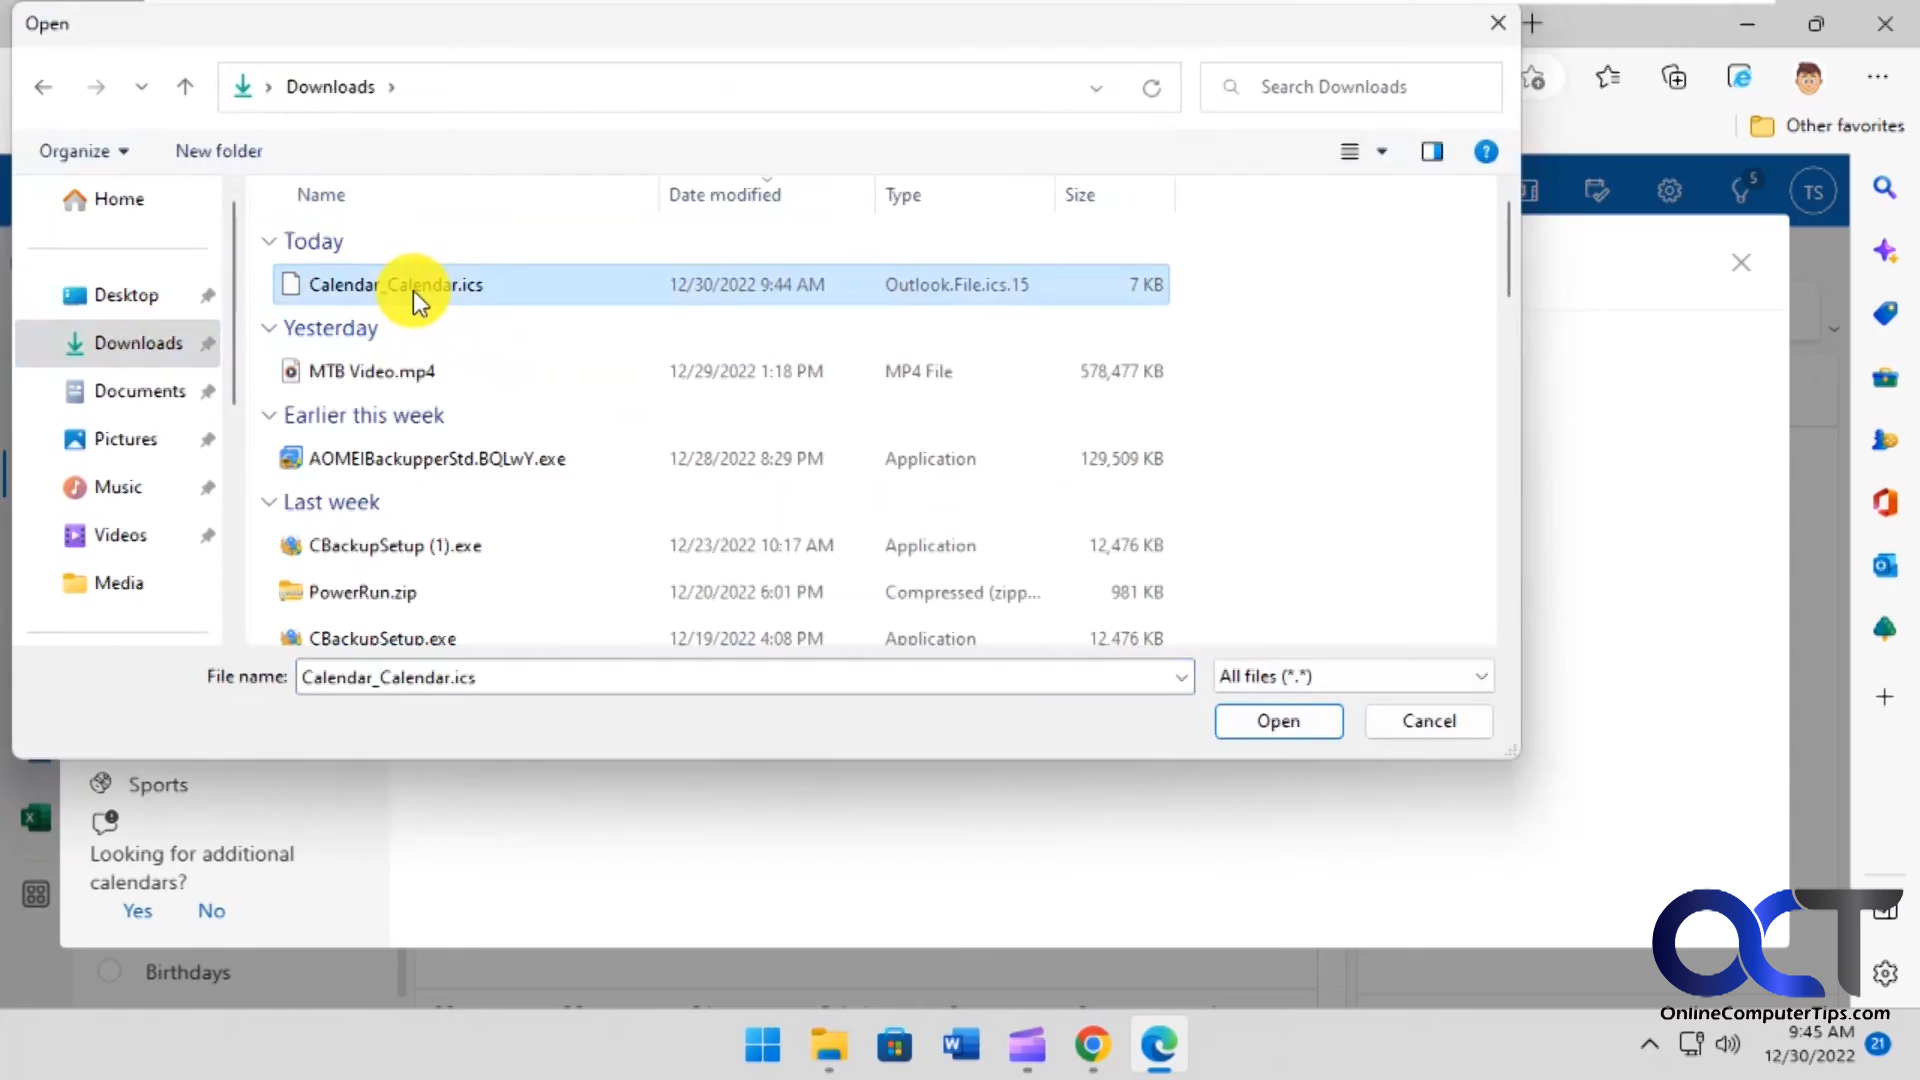 Open
Downloads
Search Downloads
Other favorites
Organize
New folder
?
5
TS
Name
Date modified
Type
Size
Home
Desktop
Downloads
Documents
Pictures
Music
Videos
Media
Today
Calendar_Calendar.ics 12/30/2022 9:44 AM Outlook.File.ics.15 7 KB
Yesterday
MTB Video.mp4 12/29/2022 1:18 PM MP4 File 578,477 KB
Earlier this week
AOMEIBackupperStd.BQLwY.exe 12/28/2022 8:29 PM Application 129,509 KB
Last week
CBackupSetup (1).exe 12/23/2022 10:17 AM Application 12,476 KB
PowerRun.zip 12/20/2022 6:01 PM Compressed (zipp... 981 KB
CBackupSetup.exe 12/19/2022 4:08 PM Application 12,476 KB
File name: Calendar_Calendar.ics All files (*.*)
Open Cancel
Sports
Looking for additional
calendars?
Yes No
Birthdays
OCT
OnlineComputerTips.com
9:45 AM
12/30/2022
21